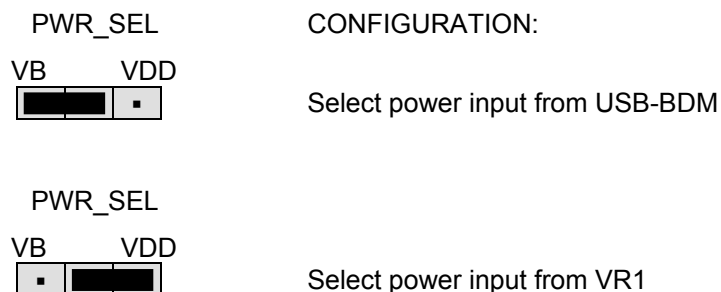 PWR_SEL CONFIGURATION:
VB VDD
Select power input from USB-BDM
PWR_SEL
VB VDD
Select power input from VR1